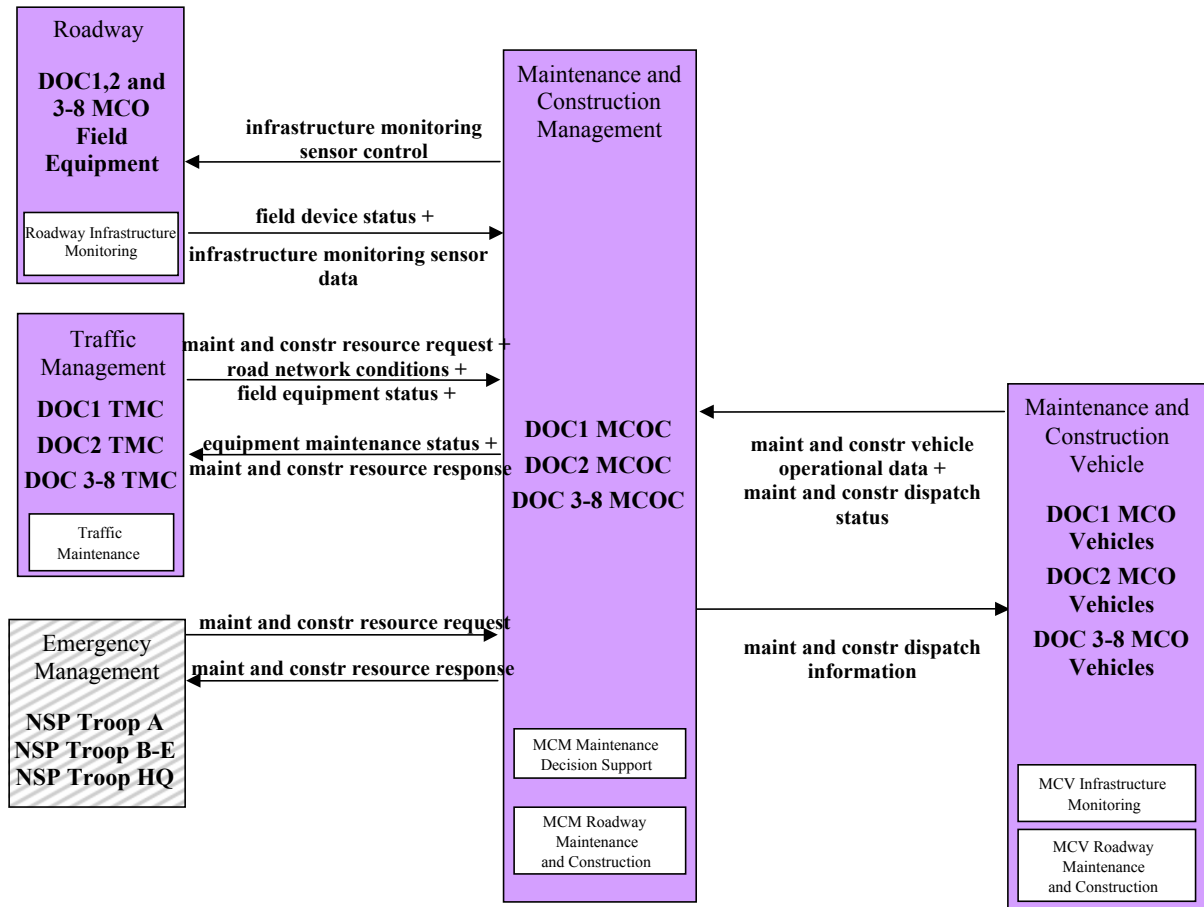 Roadway
DOC1,2 and
3-8 MCO
Field
Equipment
Roadway Infrastructure
Monitoring
infrastructure monitoring
sensor control
field device status +
infrastructure monitoring sensor
data
Traffic
Management
DOC1 TMC
DOC2 TMC
DOC 3-8 TMC
Traffic
Maintenance
maint and constr resource request +
road network conditions +
field equipment status +
equipment maintenance status +
maint and constr resource response
Emergency
Management
NSP Troop A
NSP Troop B-E
NSP Troop HQ
maint and constr resource request
maint and constr resource response
Maintenance and
Construction
Management
DOC1 MCOC
DOC2 MCOC
DOC 3-8 MCOC
MCM Maintenance
Decision Support
MCM Roadway
Maintenance
and Construction
maint and constr vehicle
operational data +
maint and constr dispatch
status
maint and constr dispatch
information
Maintenance and
Construction
Vehicle
DOC1 MCO
Vehicles
DOC2 MCO
Vehicles
DOC 3-8 MCO
Vehicles
MCV Infrastructure
Monitoring
MCV Roadway
Maintenance
and Construction